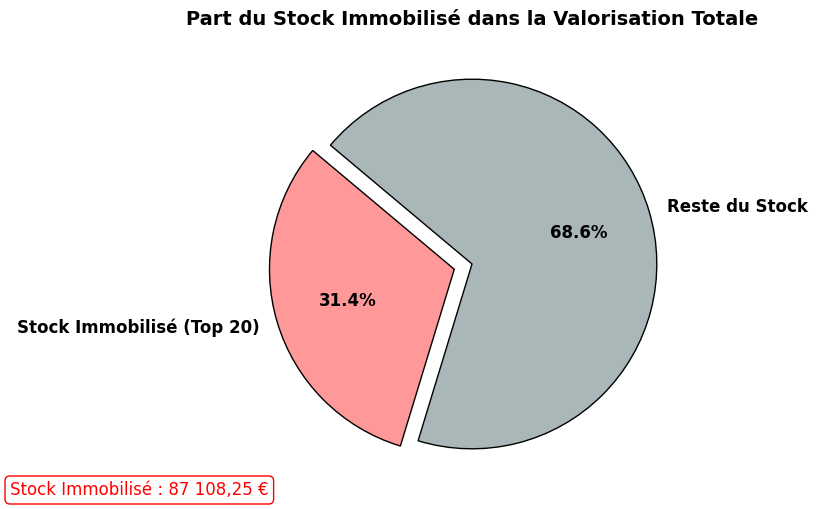 Part du Stock Immobilisé dans la Valorisation Totale
Reste du Stock
68.6%
31.4%
Stock Immobilisé (Top 20)
Stock Immobilisé : 87 108,25 €